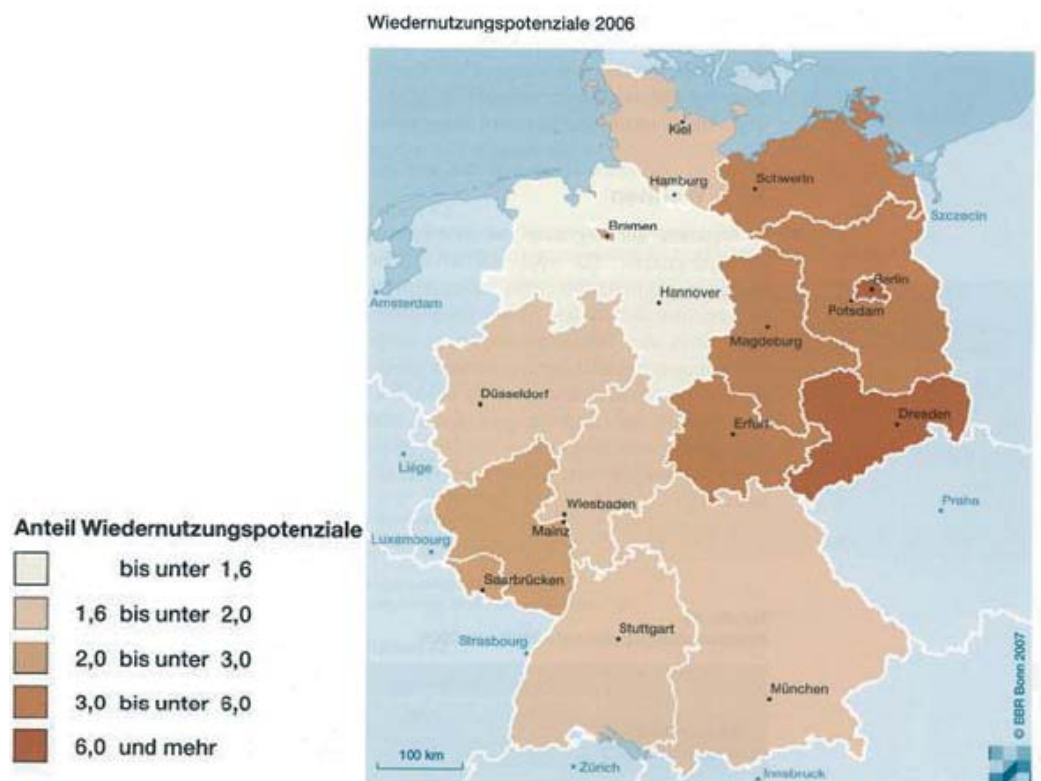 Wiedernutzungspotenziale 2006
Kiel
Hamburg
Schwerin
Szczecin
Bramen
Berlin
Amsterdam
Hannover
Potsdam
Magdeburg
Düsseldorf
Erfurt
Dresden
Liége
Praha
Wiesbaden
Mainz
Luxembourg
Saarbrücken
Stuttgart
Strasbourg
München
100 km
Zürich
Innsbruck
© BBR Bonn 2007
Anteil Wiedernutzungspotenziale
bis unter 1,6
1,6 bis unter 2,0
2,0 bis unter 3,0
3,0 bis unter 6,0
6,0 und mehr